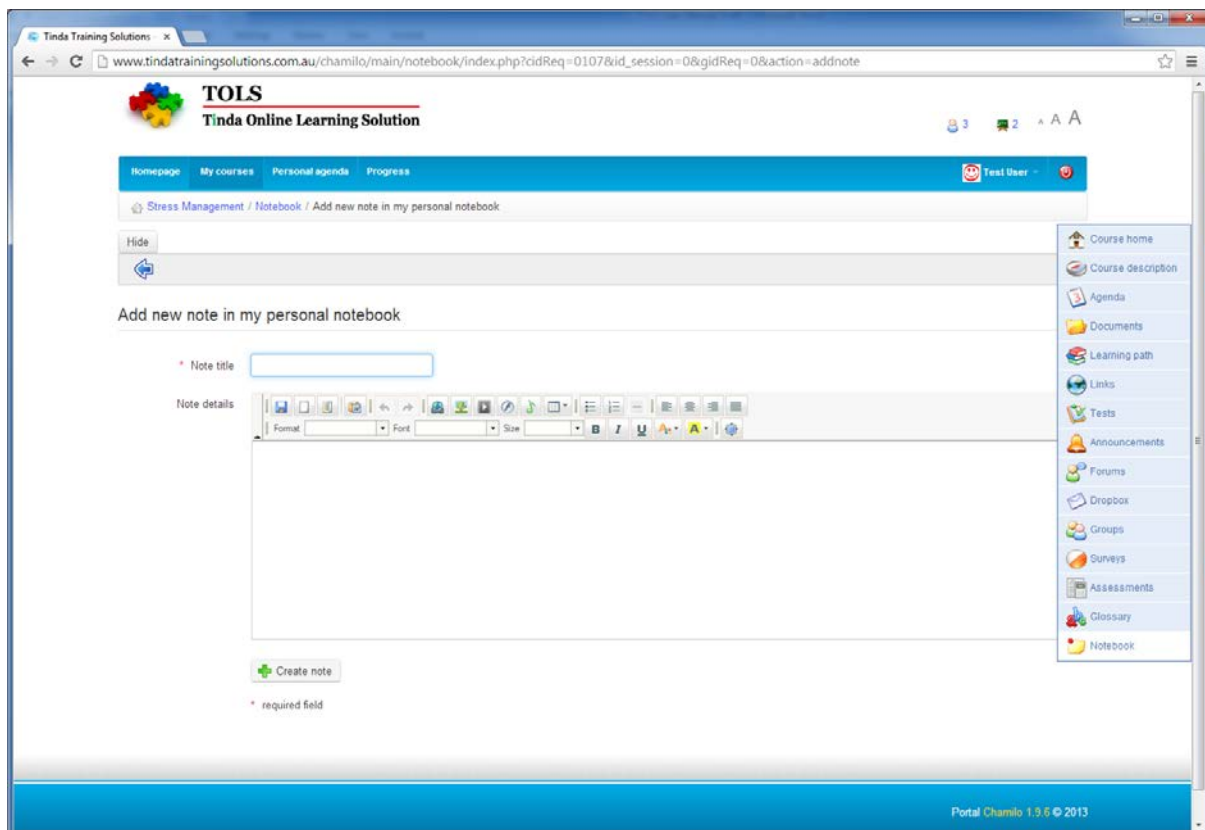 Tinda Training Solutions - x
www.tindatrainingsolutions.com.au/chamilo/main/notebook/index.php?cidReq=0107&id_session=0&gidReq=0&action=addnote
TOLS
Tinda Online Learning Solution
3 2 A A A
Homepage My courses Personal agenda Progress Test User
Stress Management / Notebook / Add new note in my personal notebook
Hide
Add new note in my personal notebook
* Note title
Note details
Format Font Size B I U A A
Create note
* required field
Course home
Course description
3 Agenda
Documents
Learning path
Links
Tests
Announcements
Forums
Dropbox
Groups
Surveys
Assessments
Glossary
Notebook
Portal Chamilo 1.9.6 © 2013